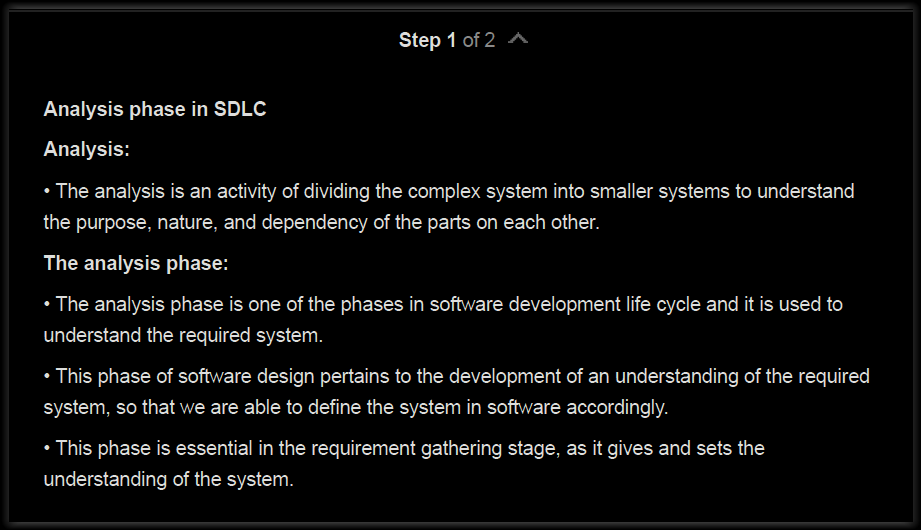 Step 1 of 2
Analysis phase in SDLC
Analysis:
• The analysis is an activity of dividing the complex system into smaller systems to understand
the purpose, nature, and dependency of the parts on each other.
The analysis phase:
• The analysis phase is one of the phases in software development life cycle and it is used to
understand the required system.
• This phase of software design pertains to the development of an understanding of the required
system, so that we are able to define the system in software accordingly.
• This phase is essential in the requirement gathering stage, as it gives and sets the
understanding of the system.